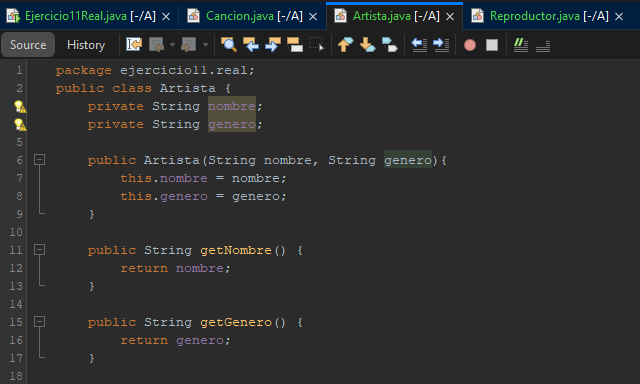 Ejercicio11Real.java [-/A] Cancion.java [-/A] Artista.java [-/A] Reproductor.java [-/A]
Source History
1 package ejercicio11.real;
2 public class Artista {
private String nombre;
private String genero;
5
6 public Artista(String nombre, String genero){
7 this.nombre = nombre;
8 this.genero = genero;
9 }
10
11 public String getNombre() {
12 return nombre;
13 }
14
15 public String getGenero() {
16 return genero;
17 }
18